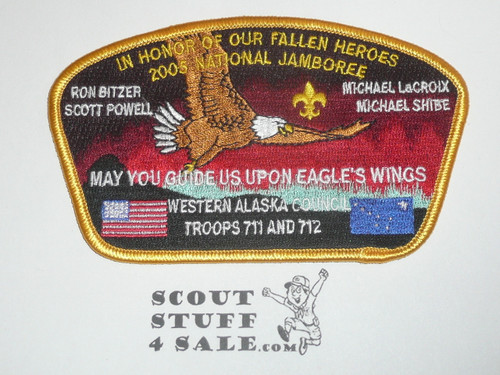 IN HONOR OF OUR FALLEN HEROES
2005 NATIONAL JAMBOREE
RON BITZER
SCOTT POWELL
MICHAEL LaCROIX
MICHAEL SHIBE
MAY YOU GUIDE US UPON EAGLE'S WINGS
WESTERN ALASKA COUNCIL
TROOPS 711 AND 712
SCOUT
STUFF
4 SALE.com